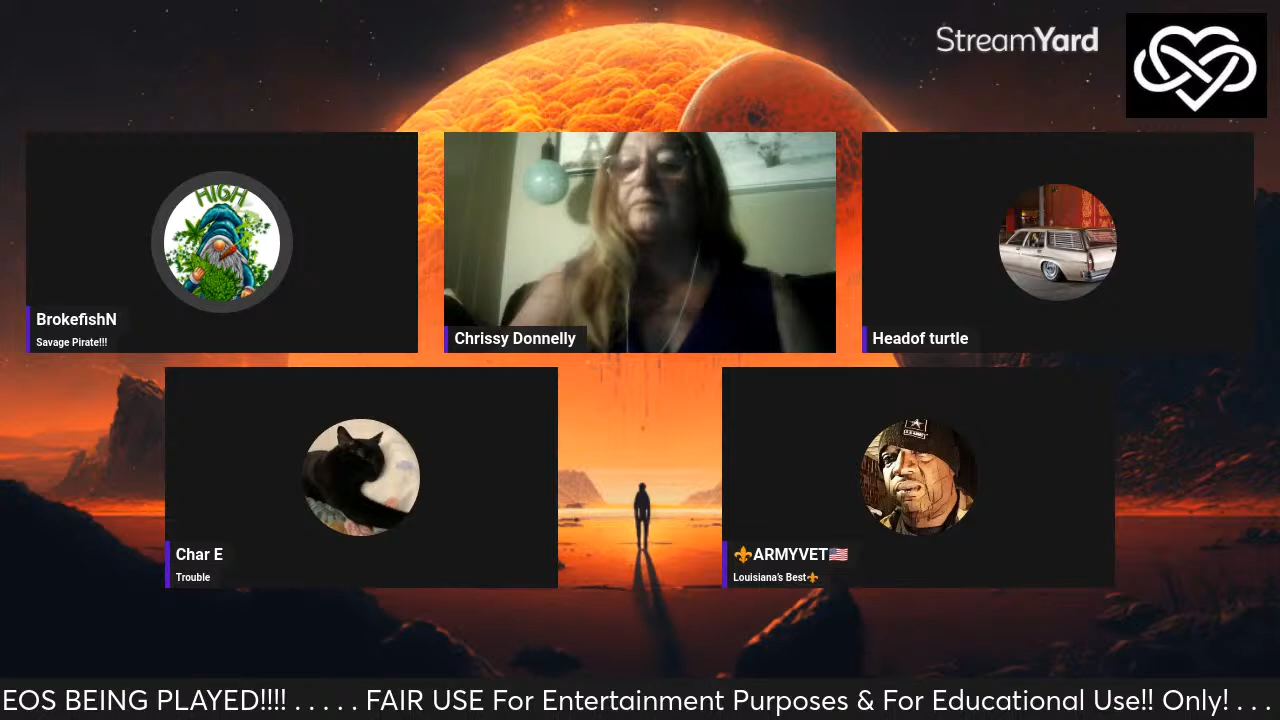 StreamYard
HIGH
BrokefishN
Savage Pirate!!!
Chrissy Donnelly
Headof turtle
Char E
Trouble
⚜️ARMYVET🇺🇸
Louisiana's Best⚜️
EOS BEING PLAYED!!!! . . . . . FAIR USE For Entertainment Purposes & For Educational Use!! Only! . . .